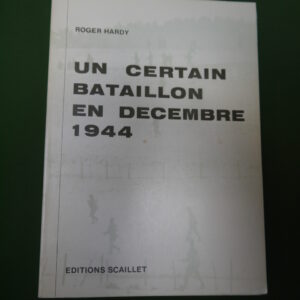 ROGER HARDY
UN CERTAIN
BATAILLON
EN DECEMBRE
1944
EDITIONS SCAILLET